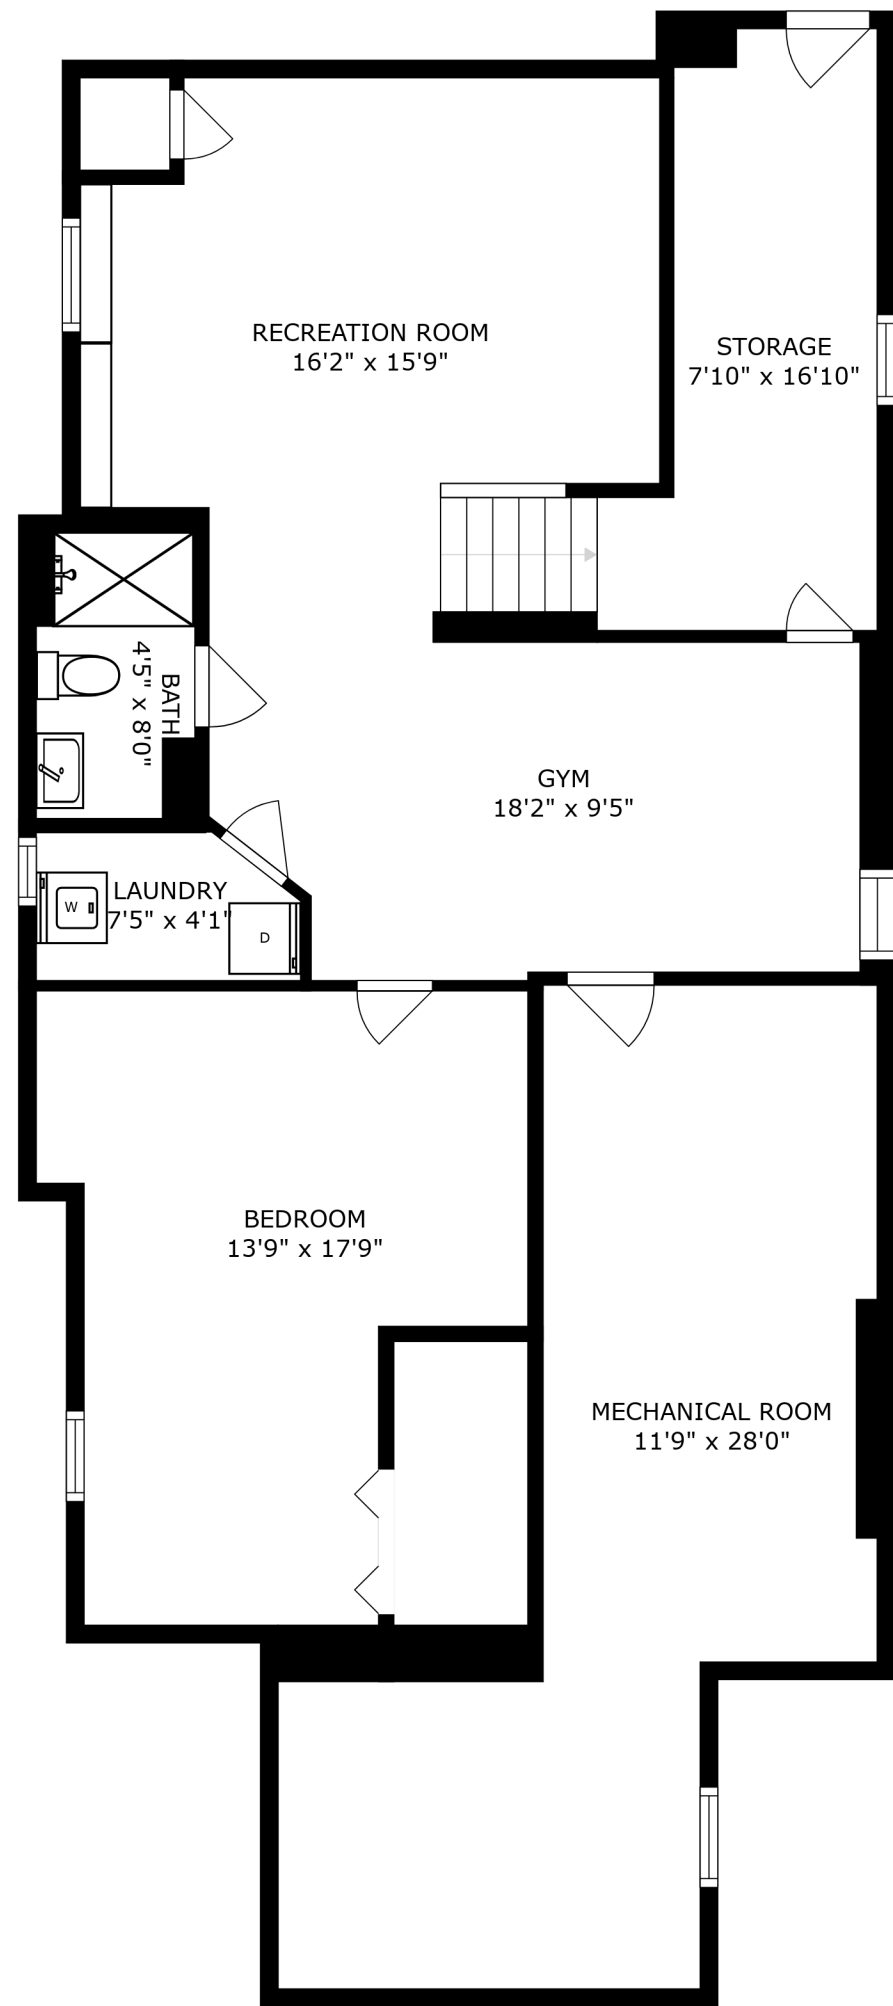 RECREATION ROOM
16'2" x 15'9"
STORAGE
7'10" x 16'10"
BATH
4'5" x 8'0"
GYM
18'2" x 9'5"
LAUNDRY
7'5" x 4'1"
W
D
BEDROOM
13'9" x 17'9"
MECHANICAL ROOM
11'9" x 28'0"